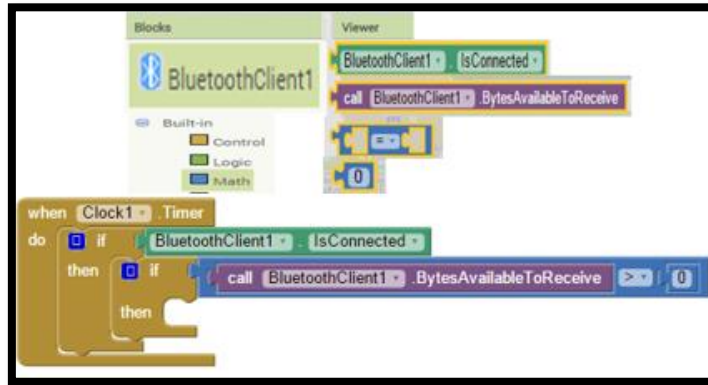 Blocks Viewer
BluetoothClient1
BluetoothClient1 . IsConnected
call BluetoothClient1 .BytesAvailableToReceive
Built-in
Control
=
Logic
Math
0
when Clock1 .Timer
do if BluetoothClient1 . IsConnected
then if call BluetoothClient1 .BytesAvailableToReceive > 0
then